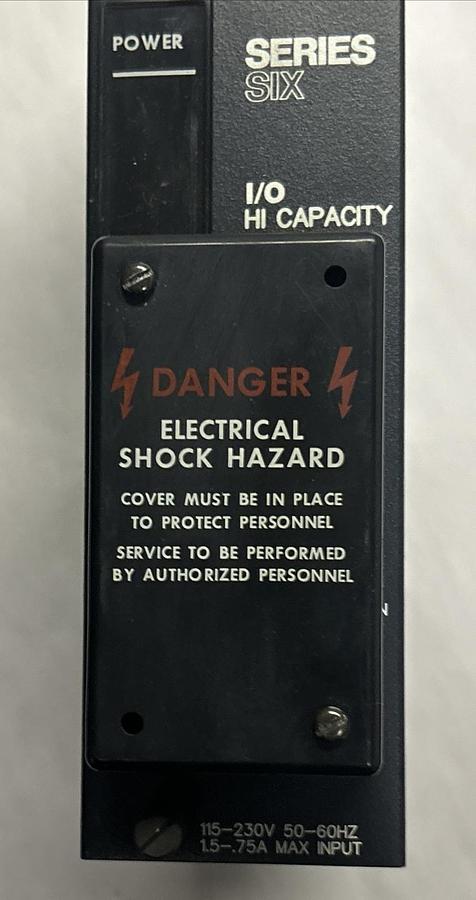 POWER
SERIES
SIX
I/O
HI CAPACITY
DANGER
ELECTRICAL
SHOCK HAZARD
COVER MUST BE IN PLACE
TO PROTECT PERSONNEL
SERVICE TO BE PERFORMED
BY AUTHORIZED PERSONNEL
115-230V 50-60HZ
1.5-.75A MAX INPUT